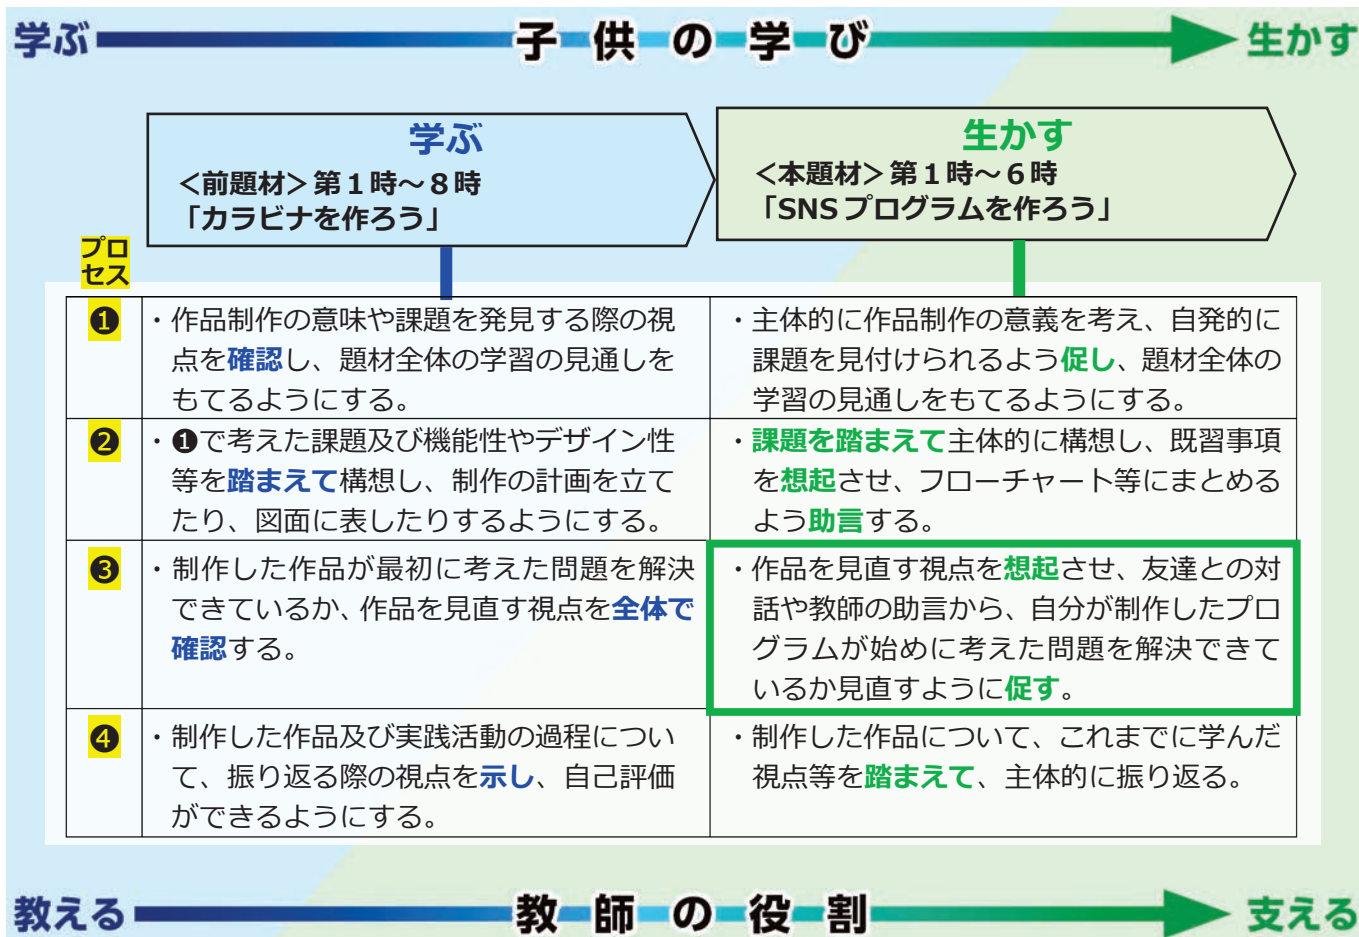 学ぶ 子供の学び 生かす
学ぶ
＜前題材＞第１時～８時
「カラビナを作ろう」
生かす
＜本題材＞第１時～６時
「SNSプログラムを作ろう」
プロ
セス
❶
・作品制作の意味や課題を発見する際の視
点を確認し、題材全体の学習の見通しを
もてるようにする。
・主体的に作品制作の意義を考え、自発的に
課題を見付けられるよう促し、題材全体の
学習の見通しをもてるようにする。
❷
・❶で考えた課題及び機能性やデザイン性
等を踏まえて構想し、制作の計画を立て
たり、図面に表したりするようにする。
・課題を踏まえて主体的に構想し、既習事項
を想起させ、フローチャート等にまとめる
よう助言する。
❸
・制作した作品が最初に考えた問題を解決
できているか、作品を見直す視点を全体で
確認する。
・作品を見直す視点を想起させ、友達との対
話や教師の助言から、自分が制作したプロ
グラムが始めに考えた問題を解決できて
いるか見直すように促す。
❹
・制作した作品及び実践活動の過程につい
て、振り返る際の視点を示し、自己評価
ができるようにする。
・制作した作品について、これまでに学んだ
視点等を踏まえて、主体的に振り返る。
教える 教師の役割 支える